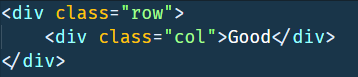 <div class="row">
    <div class="col">Good</div>
</div>